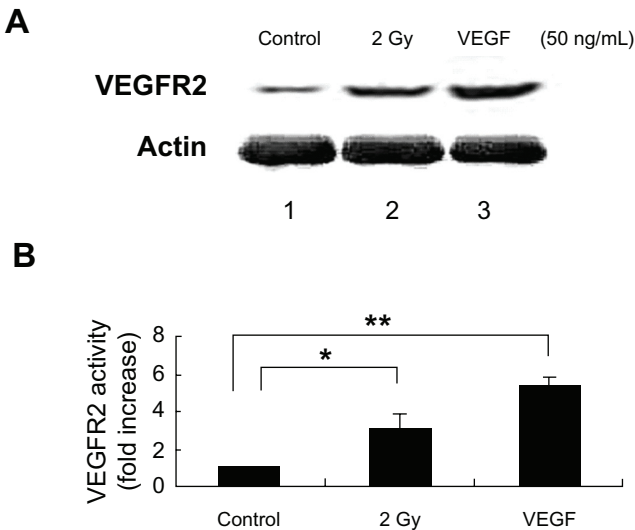 A
Control 2 Gy VEGF (50 ng/mL)
VEGFR2
Actin
1 2 3
B
VEGFR2 activity
(fold increase)
8
6
4
2
0
**
*
Control 2 Gy VEGF